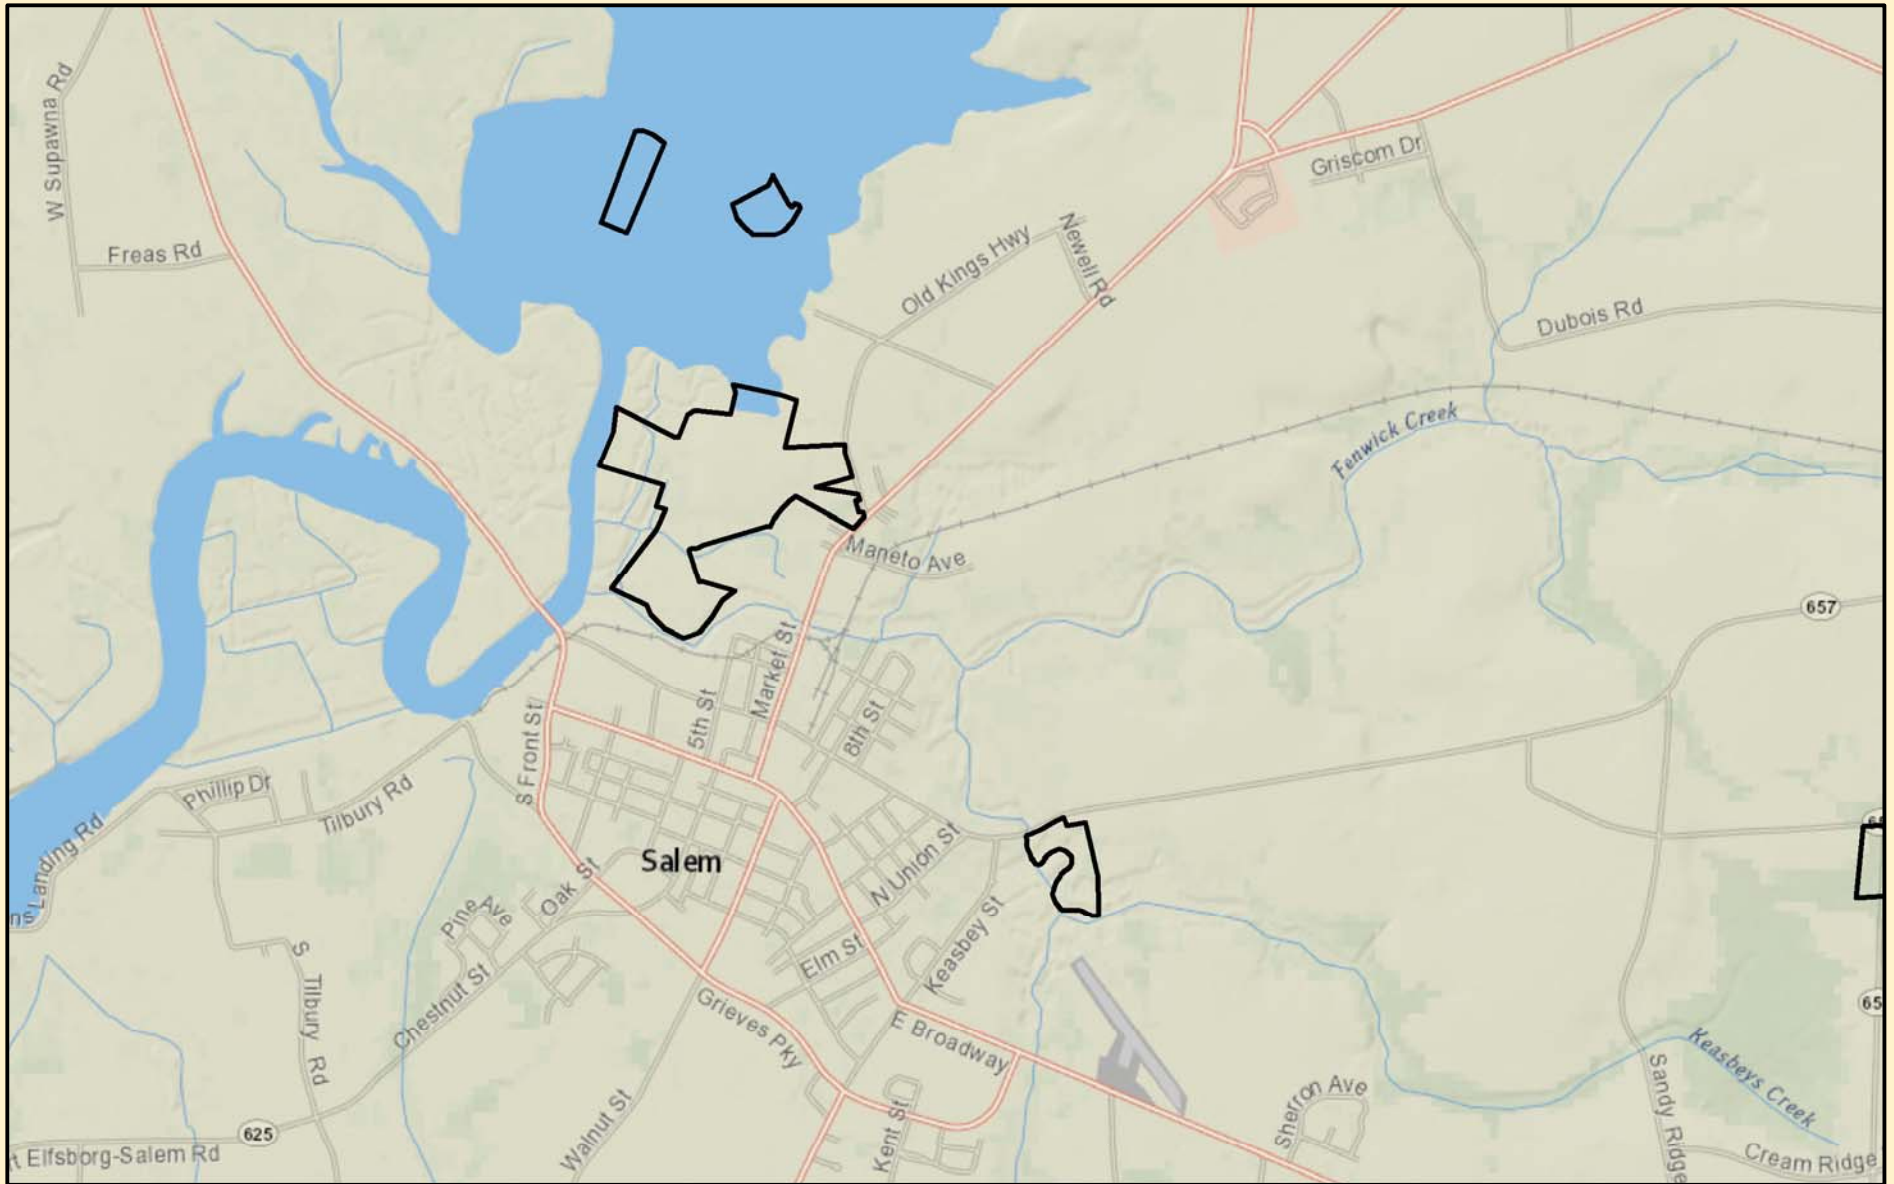 W Supawna Rd
Freas Rd
Griscom Dr
Newell Rd
Old Kings Hwy
Dubois Rd
Fenwick Creek
Maneto Ave
657
Market St
5th St
8th St
S Front St
Phillip Dr
Tilbury Rd
ns Landing Rd
Salem
N Union St
Oak St
Pine Ave
Elm St
Keasbey St
Chestnut St
S Tilbury Rd
Grieves Pky
E Broadway
Keasbeys Creek
Sandy Ridge
Sherron Ave
Walnut St
Kent St
625
t Elfsborg-Salem Rd
Cream Ridge
65